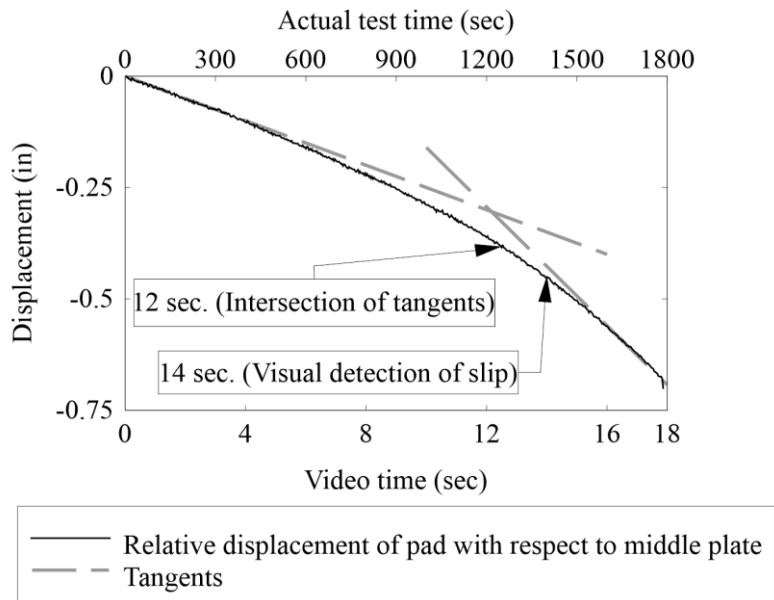 Actual test time (sec)
0 300 600 900 1200 1500 1800
Displacement (in)
0
-0.25
-0.5
-0.75
12 sec. (Intersection of tangents)
14 sec. (Visual detection of slip)
0 4 8 12 16 18
Video time (sec)
Relative displacement of pad with respect to middle plate
Tangents